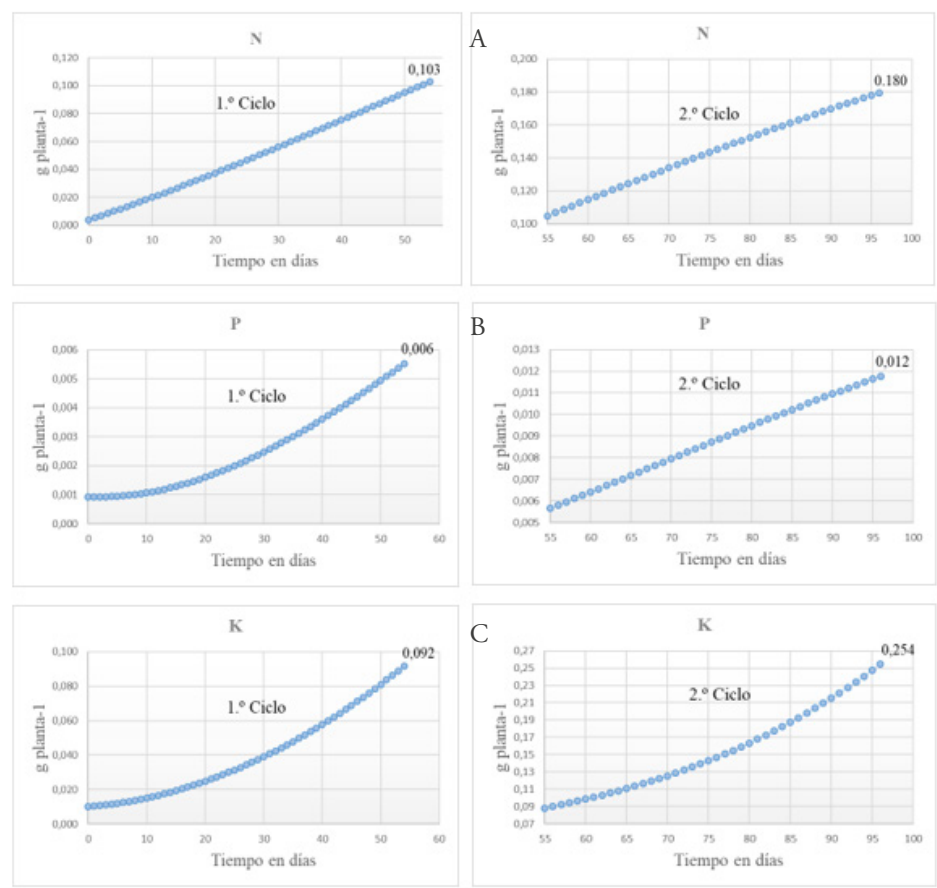 N
0,120
0,100
0,080
0,060
0,040
0,020
0,000
0,103
1.º Ciclo
g planta-1
0 10 20 30 40 50
Tiempo en días
A
N
0,200
0,180
0,160
0,140
0,120
0,100
0.180
2.º Ciclo
g planta-1
55 60 65 70 75 80 85 90 95 100
Tiempo en días
P
0,006
0,005
0,004
0,003
0,002
0,001
0,000
0,006
1.º Ciclo
g planta-1
0 10 20 30 40 50 60
Tiempo en días
B
P
0,013
0,012
0,011
0,010
0,009
0,008
0,007
0,006
0,005
0,012
2.º Ciclo
g planta-1
55 60 65 70 75 80 85 90 95 100
Tiempo en días
K
0,100
0,080
0,060
0,040
0,020
0,000
0,092
1.º Ciclo
g planta-1
0 10 20 30 40 50 60
Tiempo en días
C
K
0,27
0,25
0,23
0,21
0,19
0,17
0,15
0,13
0,11
0,09
0,07
0,254
2.º Ciclo
g planta-1
55 60 65 70 75 80 85 90 95 100
Tiempo en días